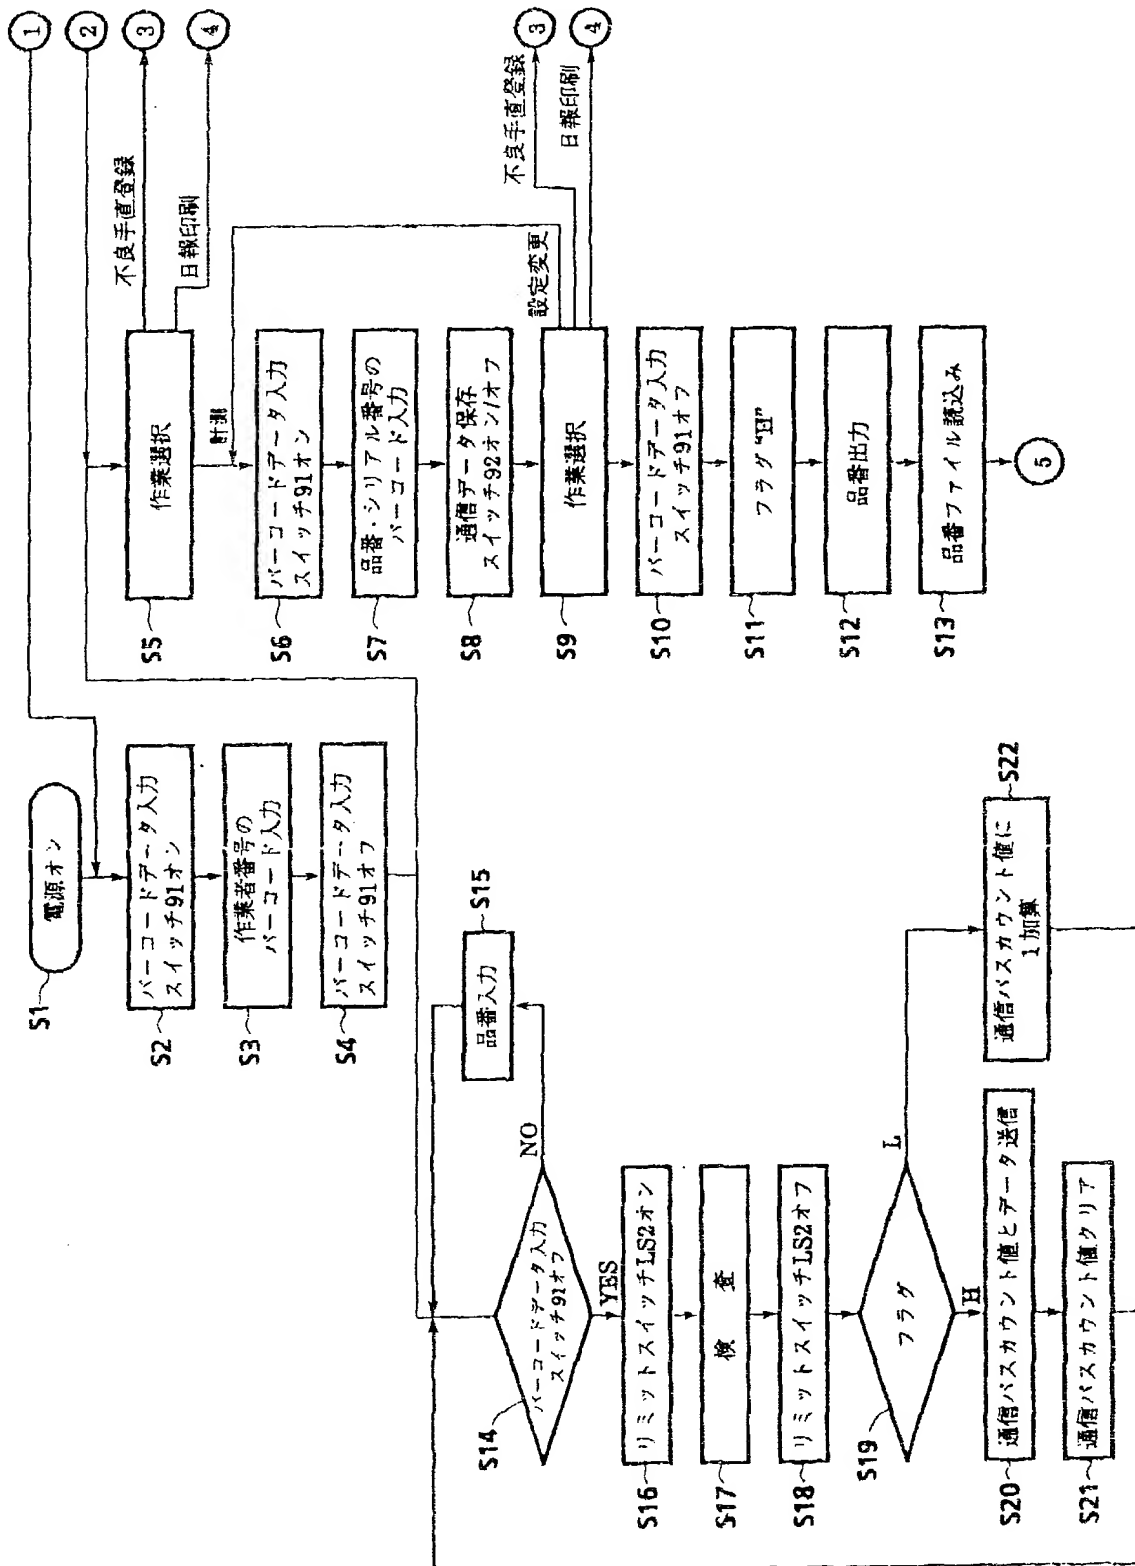 1
2
3
4
不良手直登録
日報印刷
S1
電源オン
S2
バーコードデータ入力
スイッチ91オン
S3
作業者番号の
バーコード入力
S4
バーコードデータ入力
スイッチ91オフ
S5
作業選択
計測
S6
バーコードデータ入力
スイッチ91オン
S7
品番・シリアル番号の
バーコード入力
S8
通信データ保存
スイッチ92オン/オフ
S9
作業選択
設定変更
不良手直登録
3
日報印刷
4
S10
バーコードデータ入力
スイッチ91オフ
S11
フラグ“H”
S12
品番出力
S13
品番ファイル読込み
5
S14
バーコードデータ入力
スイッチ91オフ
NO
S15
品番入力
YES
S16
リミットスイッチLS2オン
S17
検 査
S18
リミットスイッチLS2オフ
S19
フラグ
L
H
S20
通信パスカウント値とデータ送信
S21
通信パスカウント値クリア
S22
通信パスカウント値に
1加算